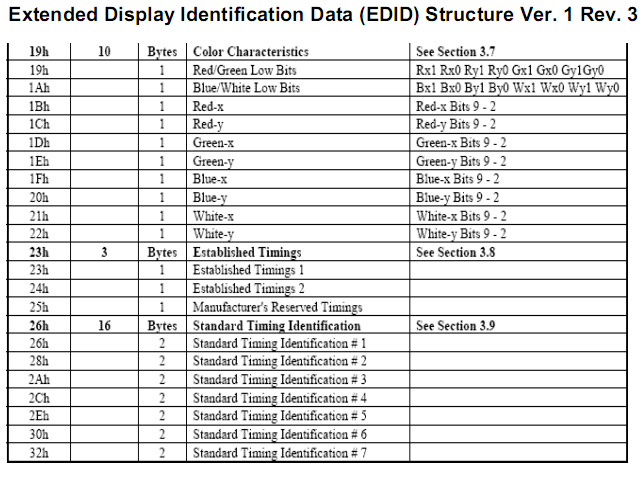 Extended Display Identification Data (EDID) Structure Ver. 1 Rev. 3
19h 10 Bytes Color Characteristics See Section 3.7
19h 1 Red/Green Low Bits Rx1 Rx0 Ry1 Ry0 Gx1 Gx0 Gy1Gy0
1Ah 1 Blue/White Low Bits Bx1 Bx0 By1 By0 Wx1 Wx0 Wy1 Wy0
1Bh 1 Red-x Red-x Bits 9 - 2
1Ch 1 Red-y Red-y Bits 9 - 2
1Dh 1 Green-x Green-x Bits 9 - 2
1Eh 1 Green-y Green-y Bits 9 - 2
1Fh 1 Blue-x Blue-x Bits 9 - 2
20h 1 Blue-y Blue-y Bits 9 - 2
21h 1 White-x White-x Bits 9 - 2
22h 1 White-y White-y Bits 9 - 2
23h 3 Bytes Established Timings See Section 3.8
23h 1 Established Timings 1
24h 1 Established Timings 2
25h 1 Manufacturer's Reserved Timings
26h 16 Bytes Standard Timing Identification See Section 3.9
26h 2 Standard Timing Identification # 1
28h 2 Standard Timing Identification # 2
2Ah 2 Standard Timing Identification # 3
2Ch 2 Standard Timing Identification # 4
2Eh 2 Standard Timing Identification # 5
30h 2 Standard Timing Identification # 6
32h 2 Standard Timing Identification # 7